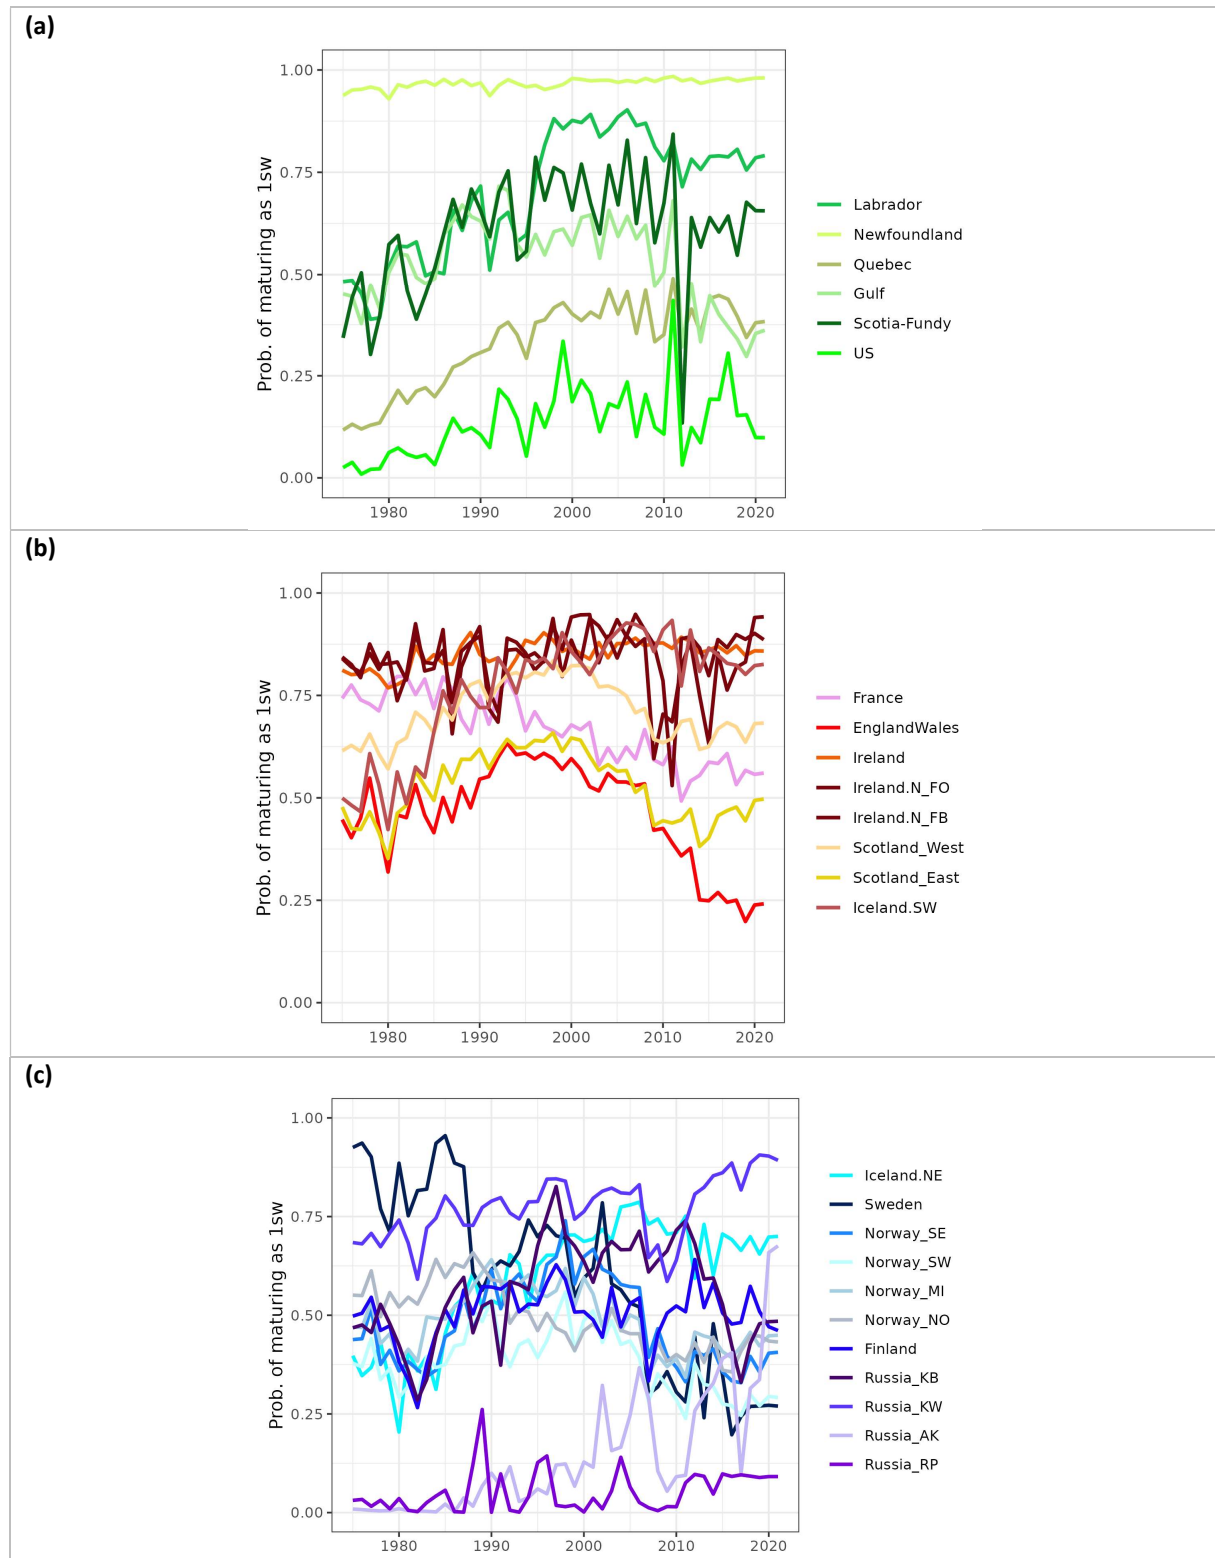 (a)
Prob. of maturing as 1sw
1.00
0.75
0.50
0.25
0.00
1980 1990 2000 2010 2020
Labrador
Newfoundland
Quebec
Gulf
Scotia-Fundy
US
(b)
Prob. of maturing as 1sw
1.00
0.75
0.50
0.25
0.00
1980 1990 2000 2010 2020
France
EnglandWales
Ireland
Ireland.N_FO
Ireland.N_FB
Scotland_West
Scotland_East
Iceland.SW
(c)
Prob. of maturing as 1sw
1.00
0.75
0.50
0.25
0.00
1980 1990 2000 2010 2020
Iceland.NE
Sweden
Norway_SE
Norway_SW
Norway_MI
Norway_NO
Finland
Russia_KB
Russia_KW
Russia_AK
Russia_RP